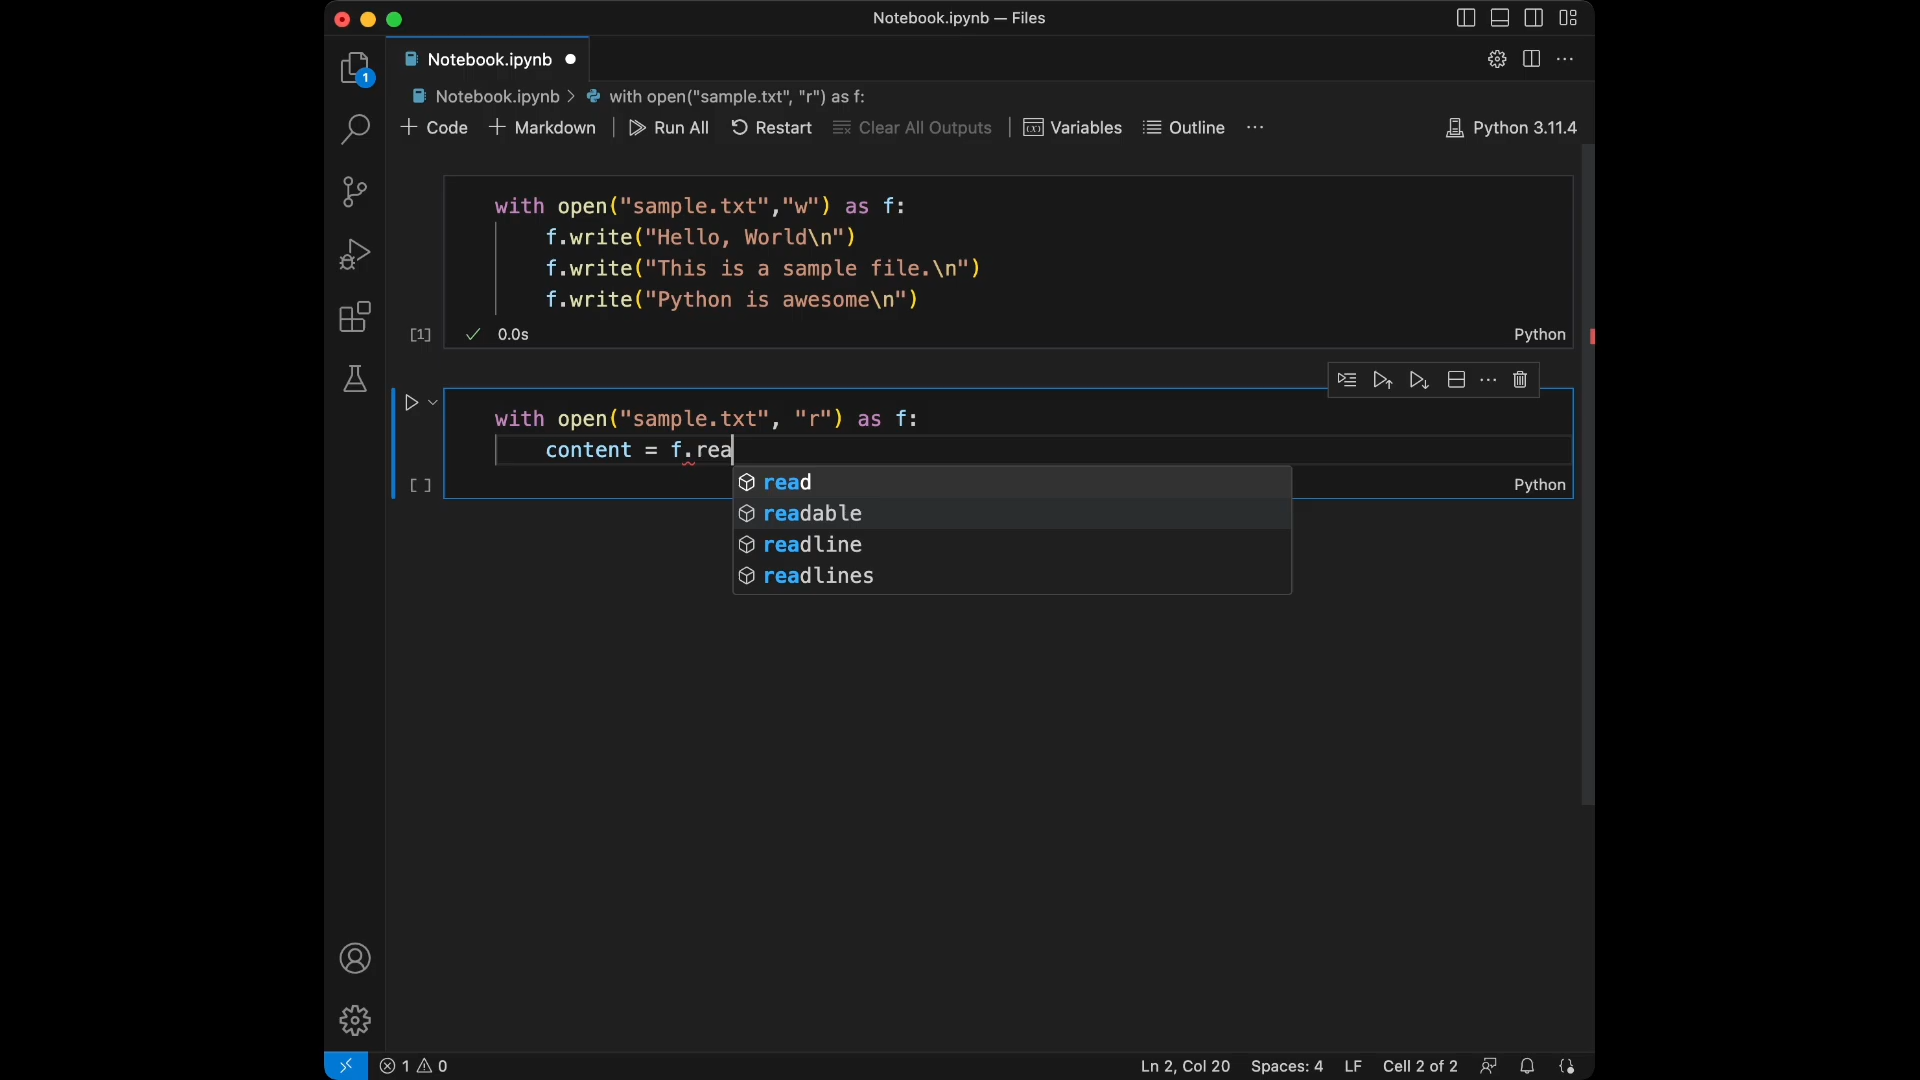 Notebook.ipynb — Files
1
Notebook.ipynb
Notebook.ipynb > with open("sample.txt", "r") as f:
+ Code + Markdown Run All Restart Clear All Outputs Variables Outline ... Python 3.11.4
with open("sample.txt","w") as f:
f.write("Hello, World\n")
f.write("This is a sample file.\n")
f.write("Python is awesome\n")
[1] 0.0s Python
with open("sample.txt", "r") as f:
content = f.rea
read
[ ] Python
readable
readline
readlines
1 0 Ln 2, Col 20 Spaces: 4 LF Cell 2 of 2